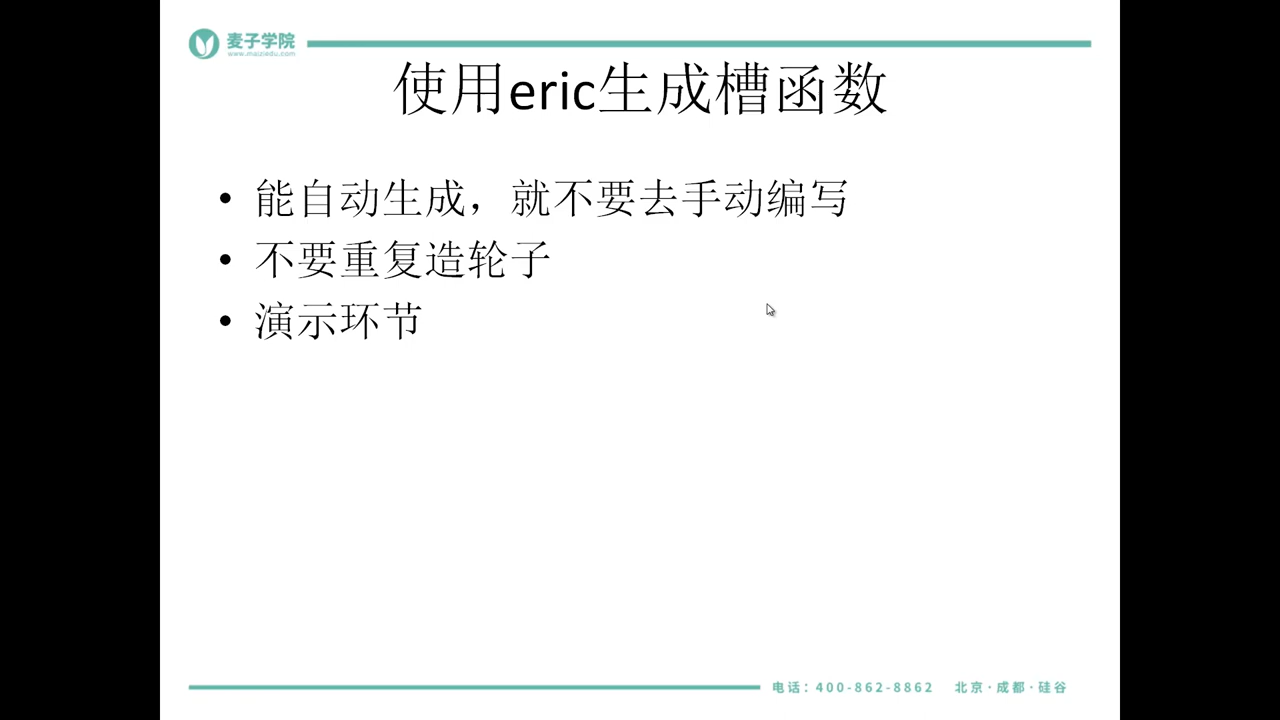 麦子学院
www.maiziedu.com
使用eric生成槽函数
• 能自动生成，就不要去手动编写
• 不要重复造轮子
• 演示环节
电话：400-862-8862 北京·成都·硅谷